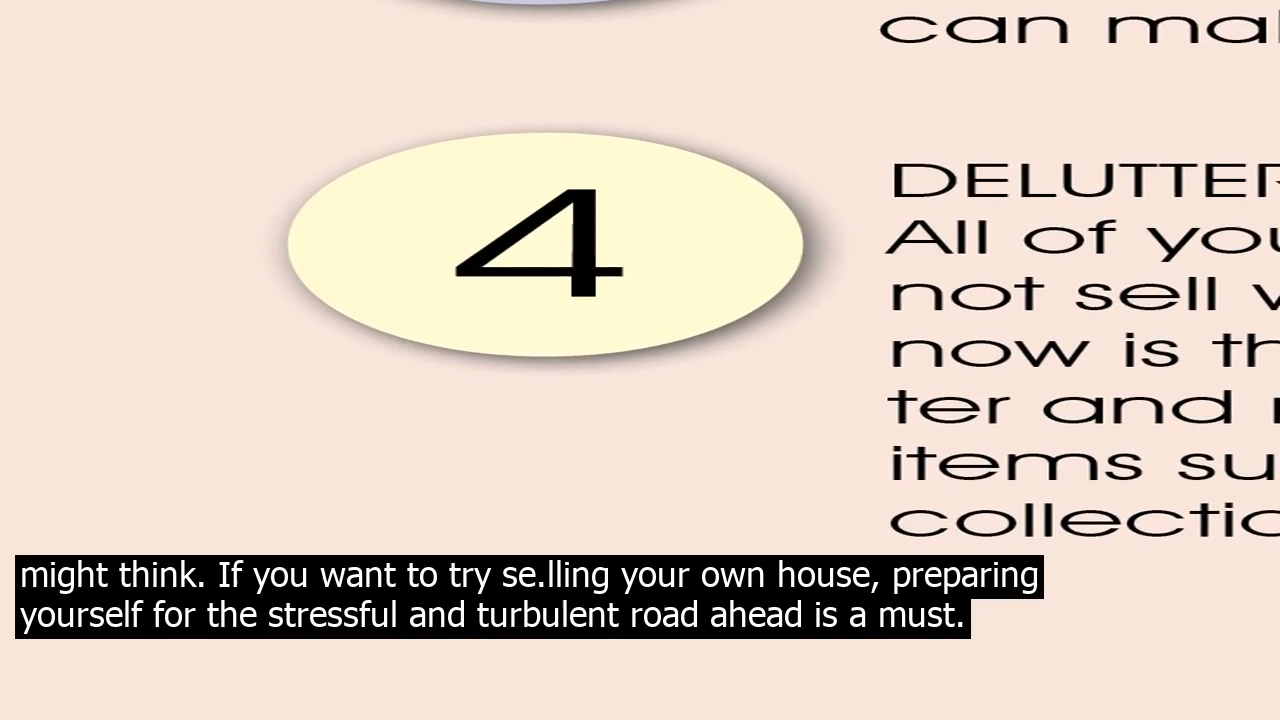 can
4
DELUTTER
All of you
not sell
now is th
ter and
items su
collectio
might think. If you want to try se.lling your own house, preparing
yourself for the stressful and turbulent road ahead is a must.